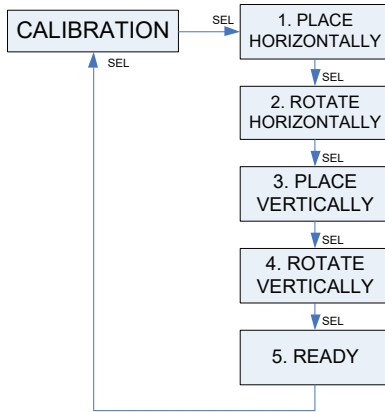 CALIBRATION
SEL
SEL
1. PLACE
HORIZONTALLY
SEL
2. ROTATE
HORIZONTALLY
SEL
3. PLACE
VERTICALLY
SEL
4. ROTATE
VERTICALLY
SEL
5. READY